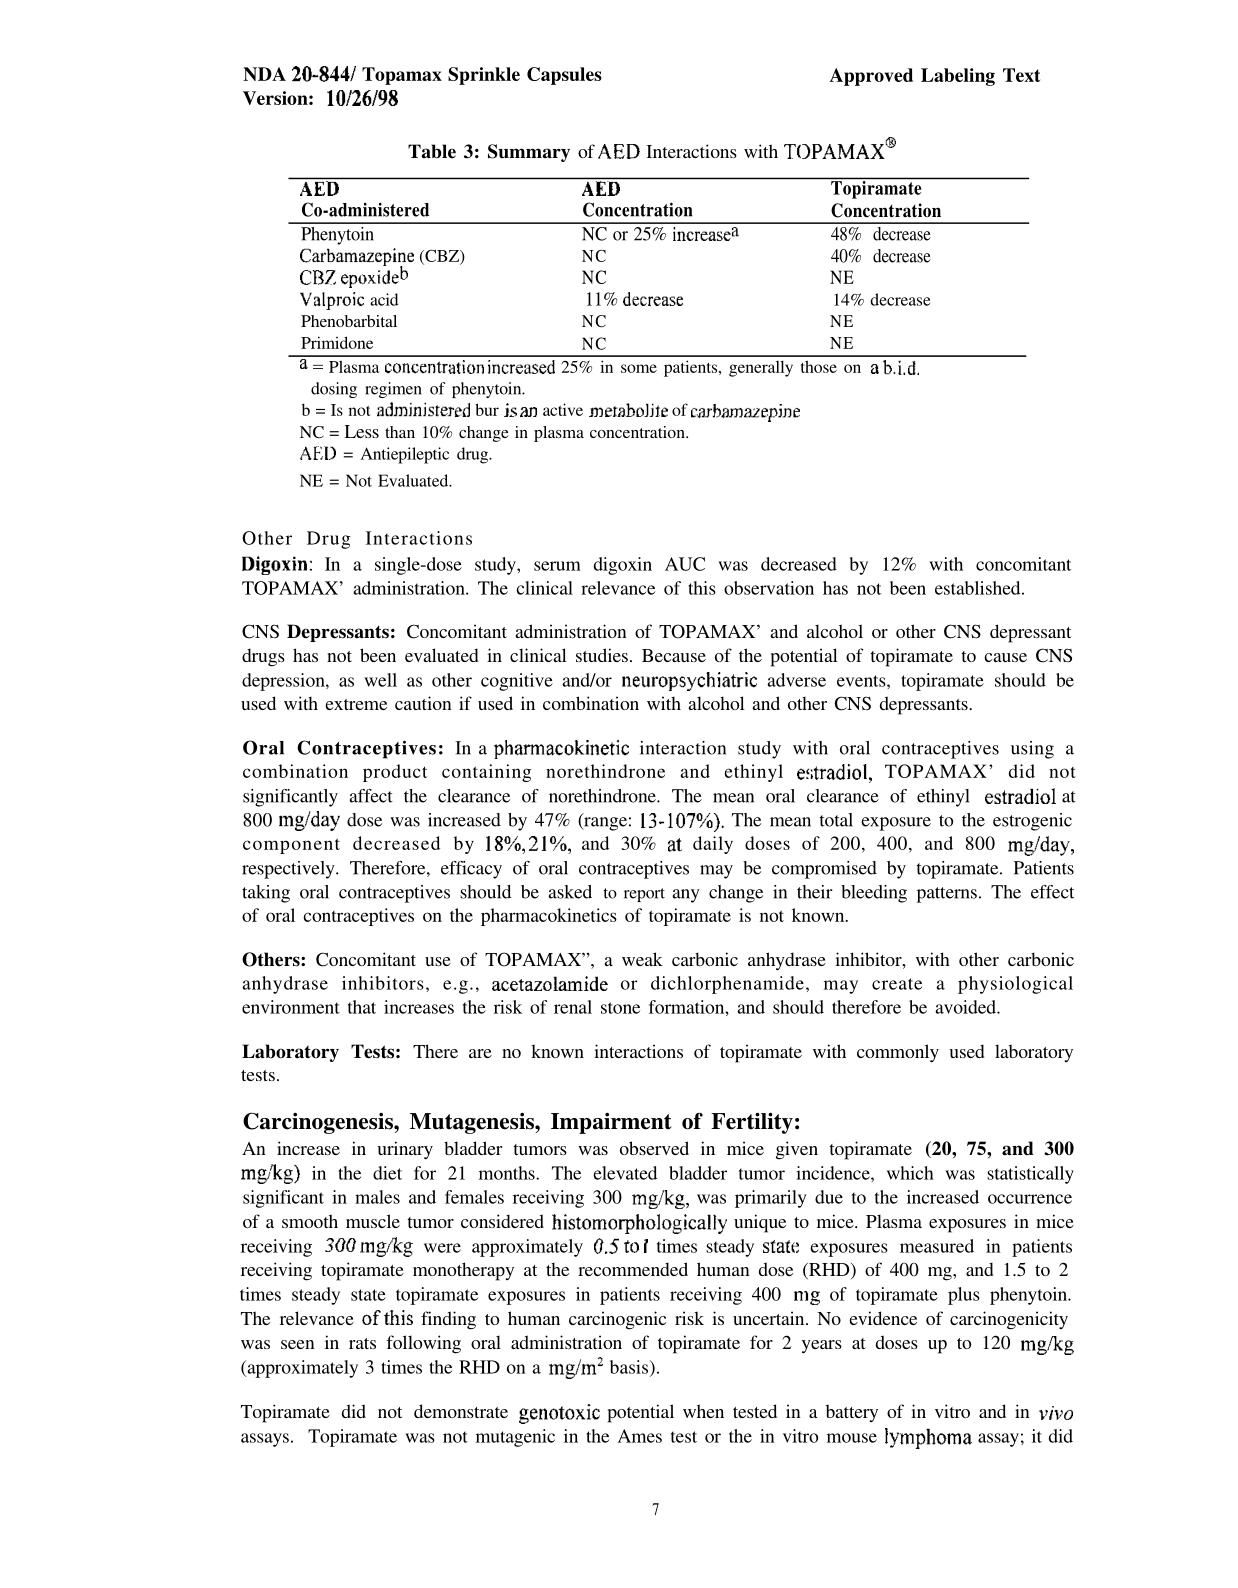 NDA 20-844/ Topamax Sprinkle Capsules    Approved Labeling Text
Version: 10/26/98
Table 3: Summary of AED Interactions with TOPAMAX®
AED    AED    Topiramate
Co-administered    Concentration    Concentration
Phenytoin    NC or 25% increasea    48% decrease
Carbamazepine (CBZ)    NC    40% decrease
CBZ epoxideb    NC    NE
Valproic acid    11% decrease    14% decrease
Phenobarbital    NC    NE
Primidone    NC    NE
a = Plasma concentration increased 25% in some patients, generally those on a b.i.d.
dosing regimen of phenytoin.
b = Is not administered bur is an active metabolite of carbamazepine
NC = Less than 10% change in plasma concentration.
AED = Antiepileptic drug.
NE = Not Evaluated.
Other Drug Interactions
Digoxin: In a single-dose study, serum digoxin AUC was decreased by 12% with concomitant
TOPAMAX’ administration. The clinical relevance of this observation has not been established.
CNS Depressants: Concomitant administration of TOPAMAX’ and alcohol or other CNS depressant
drugs has not been evaluated in clinical studies. Because of the potential of topiramate to cause CNS
depression, as well as other cognitive and/or neuropsychiatric adverse events, topiramate should be
used with extreme caution if used in combination with alcohol and other CNS depressants.
Oral Contraceptives: In a pharmacokinetic interaction study with oral contraceptives using a
combination product containing norethindrone and ethinyl estradiol, TOPAMAX’ did not
significantly affect the clearance of norethindrone. The mean oral clearance of ethinyl estradiol at
800 mg/day dose was increased by 47% (range: 13-107%). The mean total exposure to the estrogenic
component decreased by 18%, 21%, and 30% at daily doses of 200, 400, and 800 mg/day,
respectively. Therefore, efficacy of oral contraceptives may be compromised by topiramate. Patients
taking oral contraceptives should be asked to report any change in their bleeding patterns. The effect
of oral contraceptives on the pharmacokinetics of topiramate is not known.
Others: Concomitant use of TOPAMAX”, a weak carbonic anhydrase inhibitor, with other carbonic
anhydrase inhibitors, e.g., acetazolamide or dichlorphenamide, may create a physiological
environment that increases the risk of renal stone formation, and should therefore be avoided.
Laboratory Tests: There are no known interactions of topiramate with commonly used laboratory
tests.
Carcinogenesis, Mutagenesis, Impairment of Fertility:
An increase in urinary bladder tumors was observed in mice given topiramate (20, 75, and 300
mg/kg) in the diet for 21 months. The elevated bladder tumor incidence, which was statistically
significant in males and females receiving 300 mg/kg, was primarily due to the increased occurrence
of a smooth muscle tumor considered histomorphologically unique to mice. Plasma exposures in mice
receiving 300 mg/kg were approximately 0.5 to 1 times steady state exposures measured in patients
receiving topiramate monotherapy at the recommended human dose (RHD) of 400 mg, and 1.5 to 2
times steady state topiramate exposures in patients receiving 400 mg of topiramate plus phenytoin.
The relevance of this finding to human carcinogenic risk is uncertain. No evidence of carcinogenicity
was seen in rats following oral administration of topiramate for 2 years at doses up to 120 mg/kg
(approximately 3 times the RHD on a mg/m² basis).
Topiramate did not demonstrate genotoxic potential when tested in a battery of in vitro and in vivo
assays. Topiramate was not mutagenic in the Ames test or the in vitro mouse lymphoma assay; it did
7